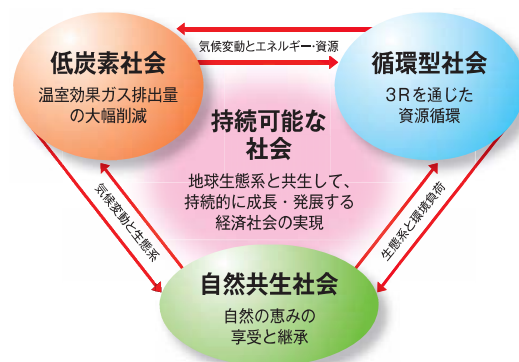 気候変動とエネルギー・資源
低炭素社会
温室効果ガス排出量
の大幅削減
循環型社会
3Rを通じた
資源循環
持続可能な
社会
地球生態系と共生して、
持続的に成長・発展する
経済社会の実現
気候変動と生態系
生態系と環境負荷
自然共生社会
自然の恵みの
享受と継承